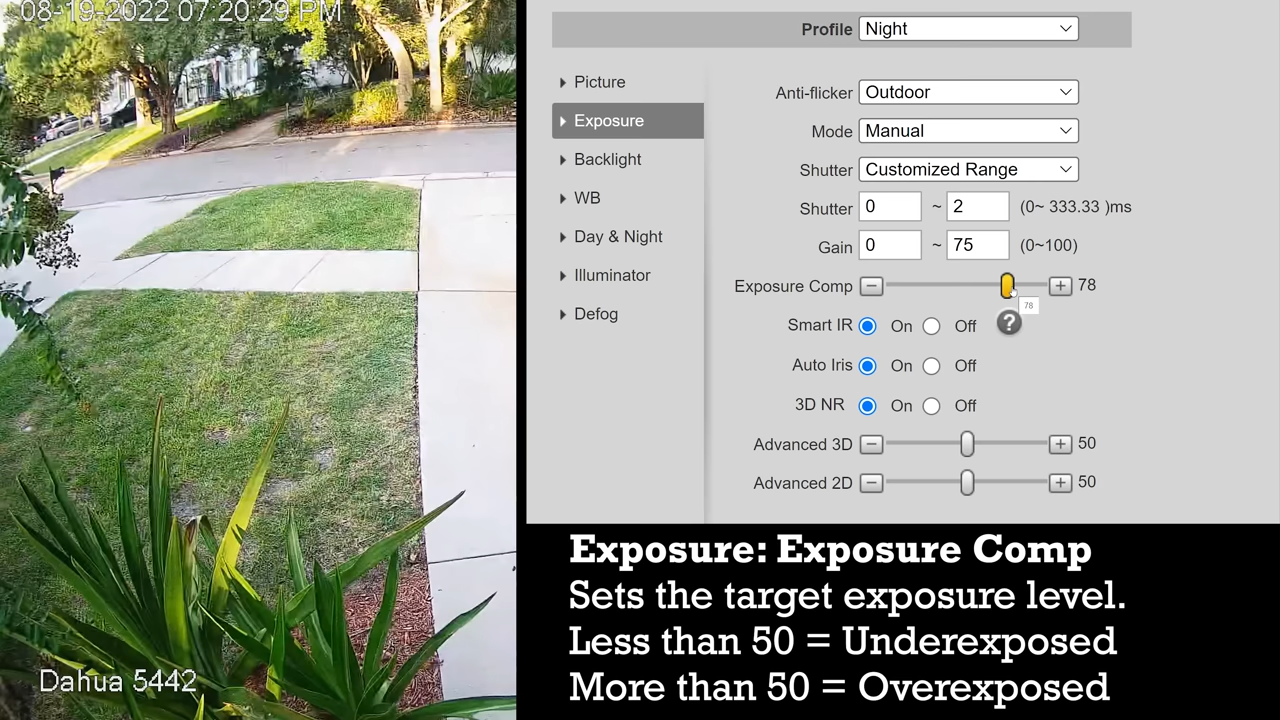 08-19-2022 07:20:29 PM
Dahua 5442
Profile Night
Picture
Exposure
Backlight
WB
Day & Night
Illuminator
Defog
Anti-flicker Outdoor
Mode Manual
Shutter Customized Range
Shutter 0 ~ 2 (0~ 333.33 )ms
Gain 0 ~ 75 (0~100)
Exposure Comp 78
78
Smart IR On Off ?
Auto Iris On Off
3D NR On Off
Advanced 3D 50
Advanced 2D 50
Exposure: Exposure Comp
Sets the target exposure level.
Less than 50 = Underexposed
More than 50 = Overexposed